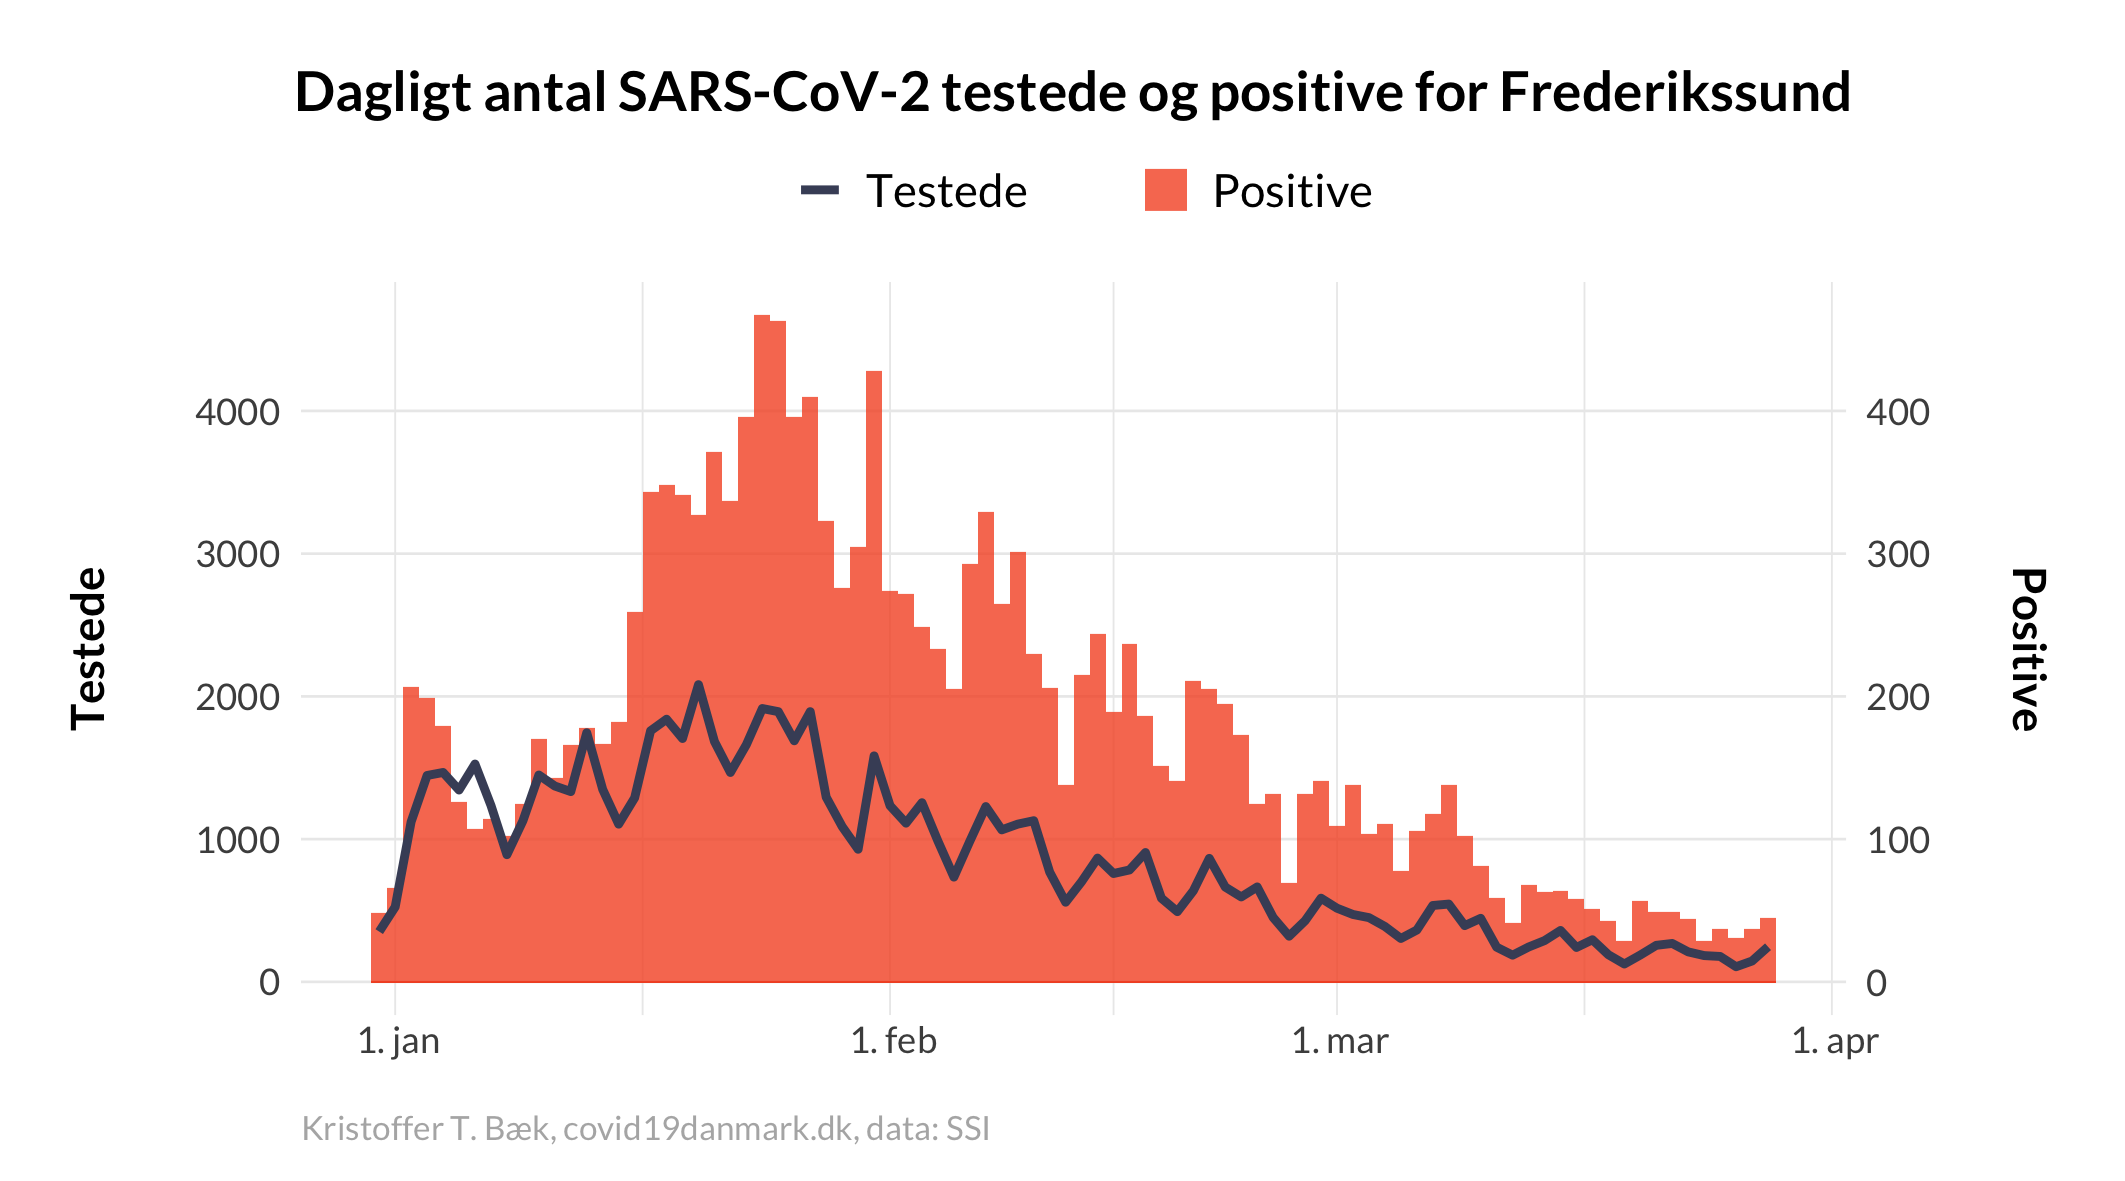 Dagligt antal SARS-CoV-2 testede og positive for Frederikssund
Testede
Positive
4000
3000
2000
1000
0
Testede
400
300
200
100
0
Positive
1. jan
1. feb
1. mar
1. apr
Kristoffer T. Bæk, covid19danmark.dk, data: SSI